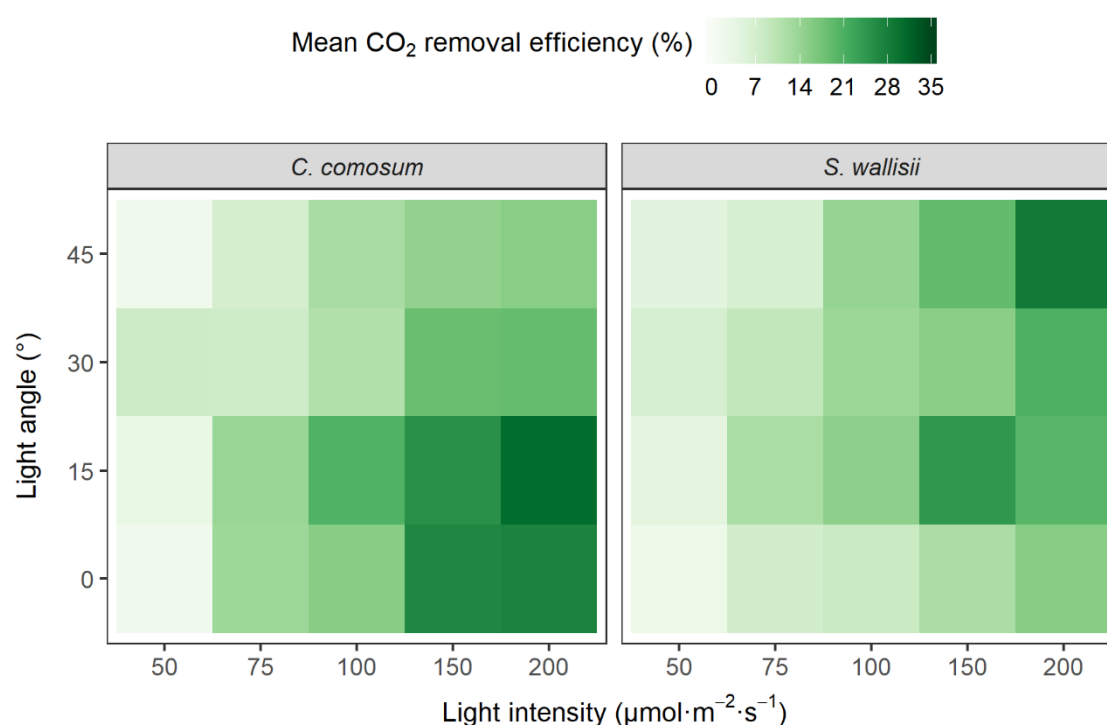 Mean CO₂ removal efficiency (%)
0 7 14 21 28 35
C. comosum S. wallisii
45
30
15
0
Light angle (°)
50 75 100 150 200 50 75 100 150 200
Light intensity (μmol·m⁻²·s⁻¹)